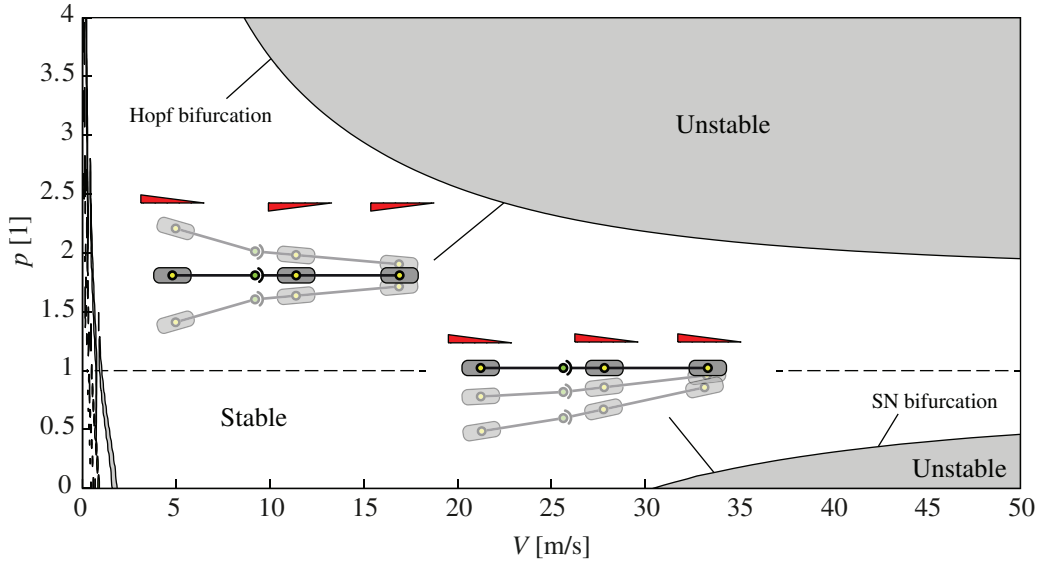 4
3.5
3
2.5
2
1.5
1
0.5
0
p [1]
Hopf bifurcation
Unstable
Stable
SN bifurcation
Unstable
0 5 10 15 20 25 30 35 40 45 50
V [m/s]